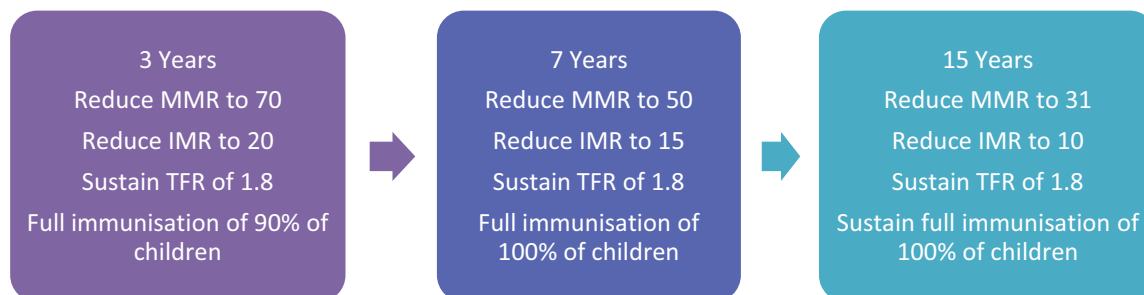 3 Years
Reduce MMR to 70
Reduce IMR to 20
Sustain TFR of 1.8
Full immunisation of 90% of
children
7 Years
Reduce MMR to 50
Reduce IMR to 15
Sustain TFR of 1.8
Full immunisation of
100% of children
15 Years
Reduce MMR to 31
Reduce IMR to 10
Sustain TFR of 1.8
Sustain full immunisation of
100% of children